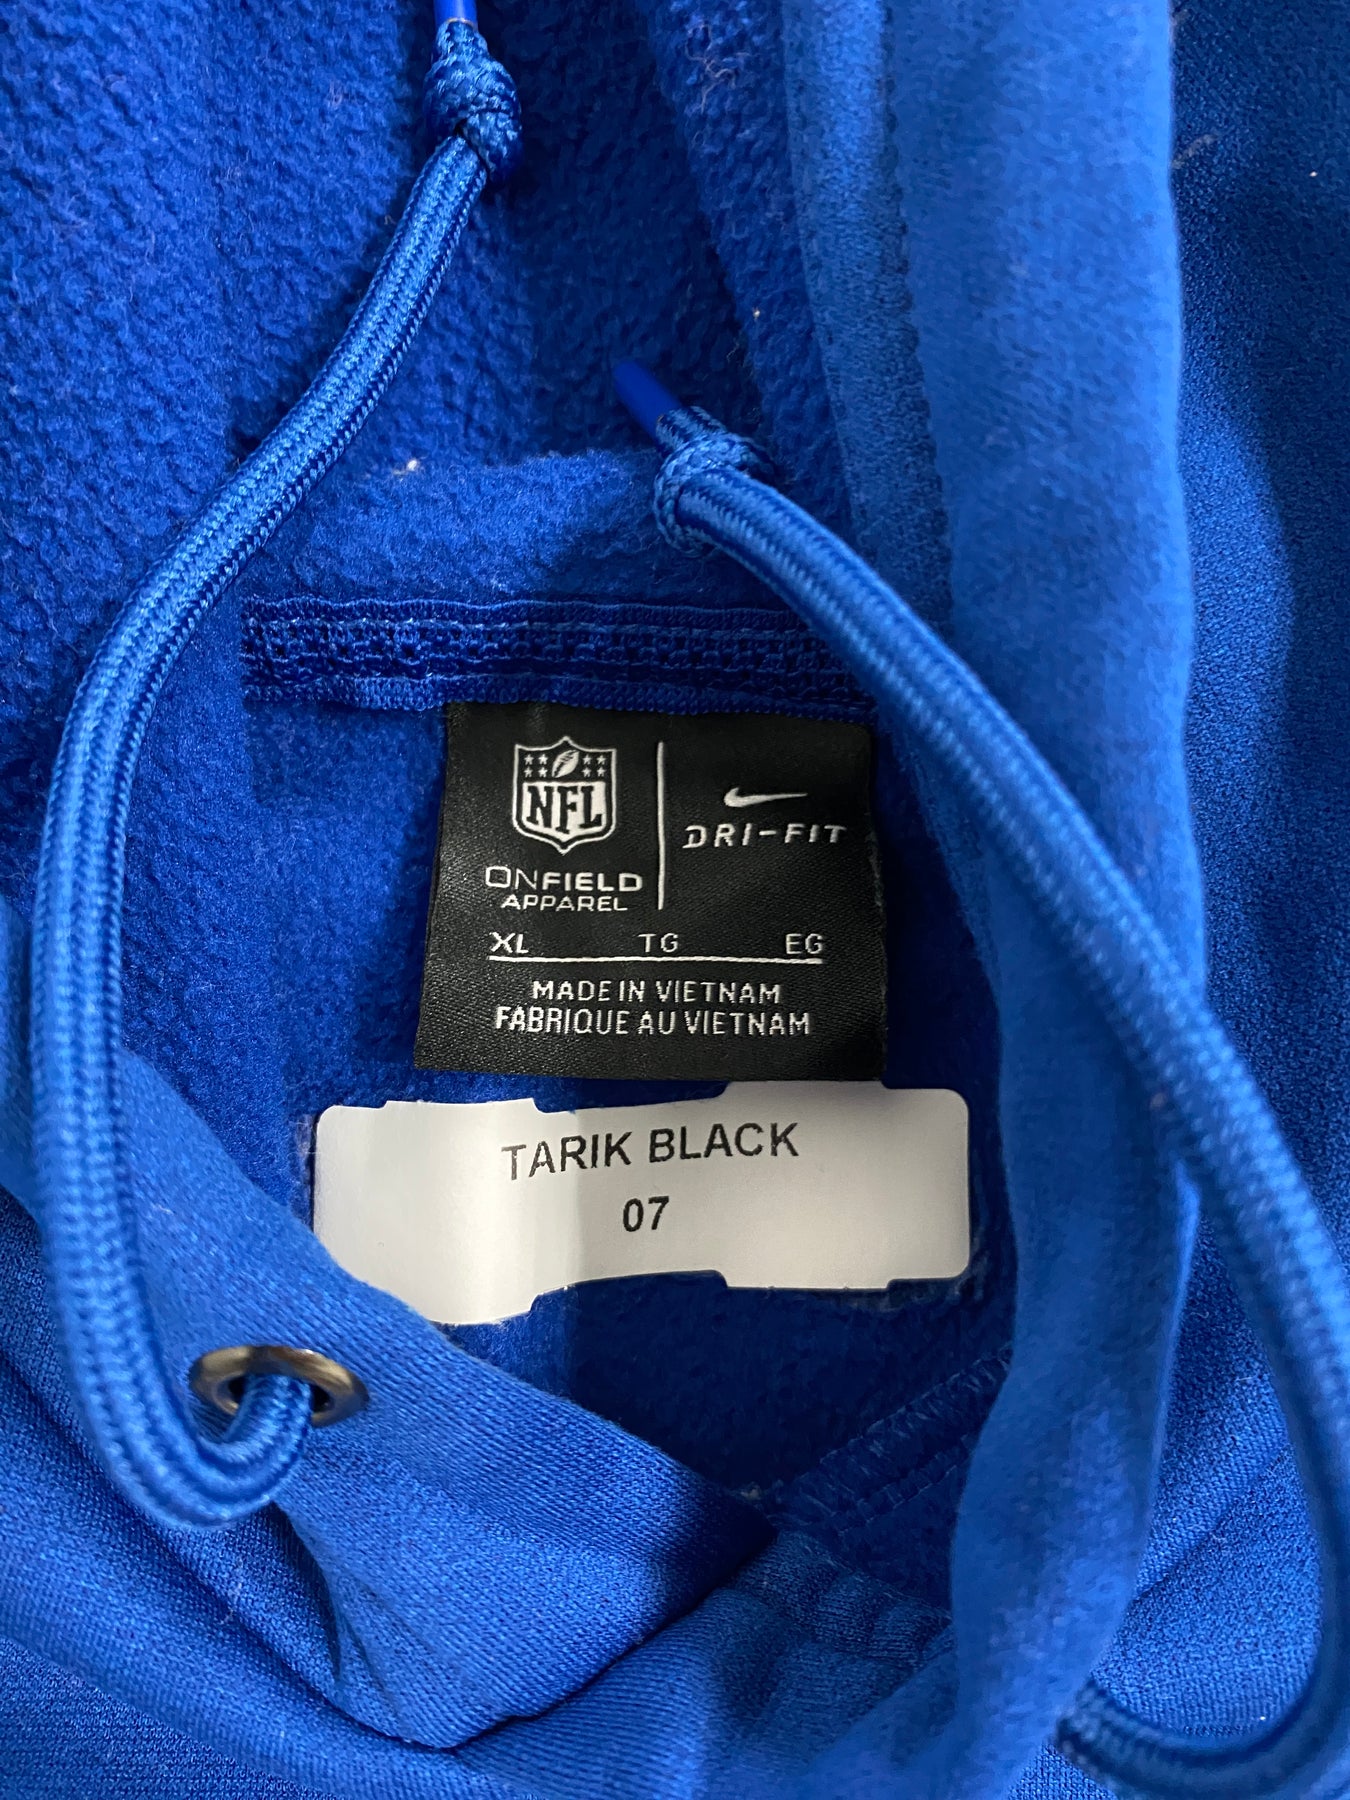 NFL
ONFIELD
APPAREL
DRI-FIT
XL TG EG
MADE IN VIETNAM
FABRIQUE AU VIETNAM
TARIK BLACK
07